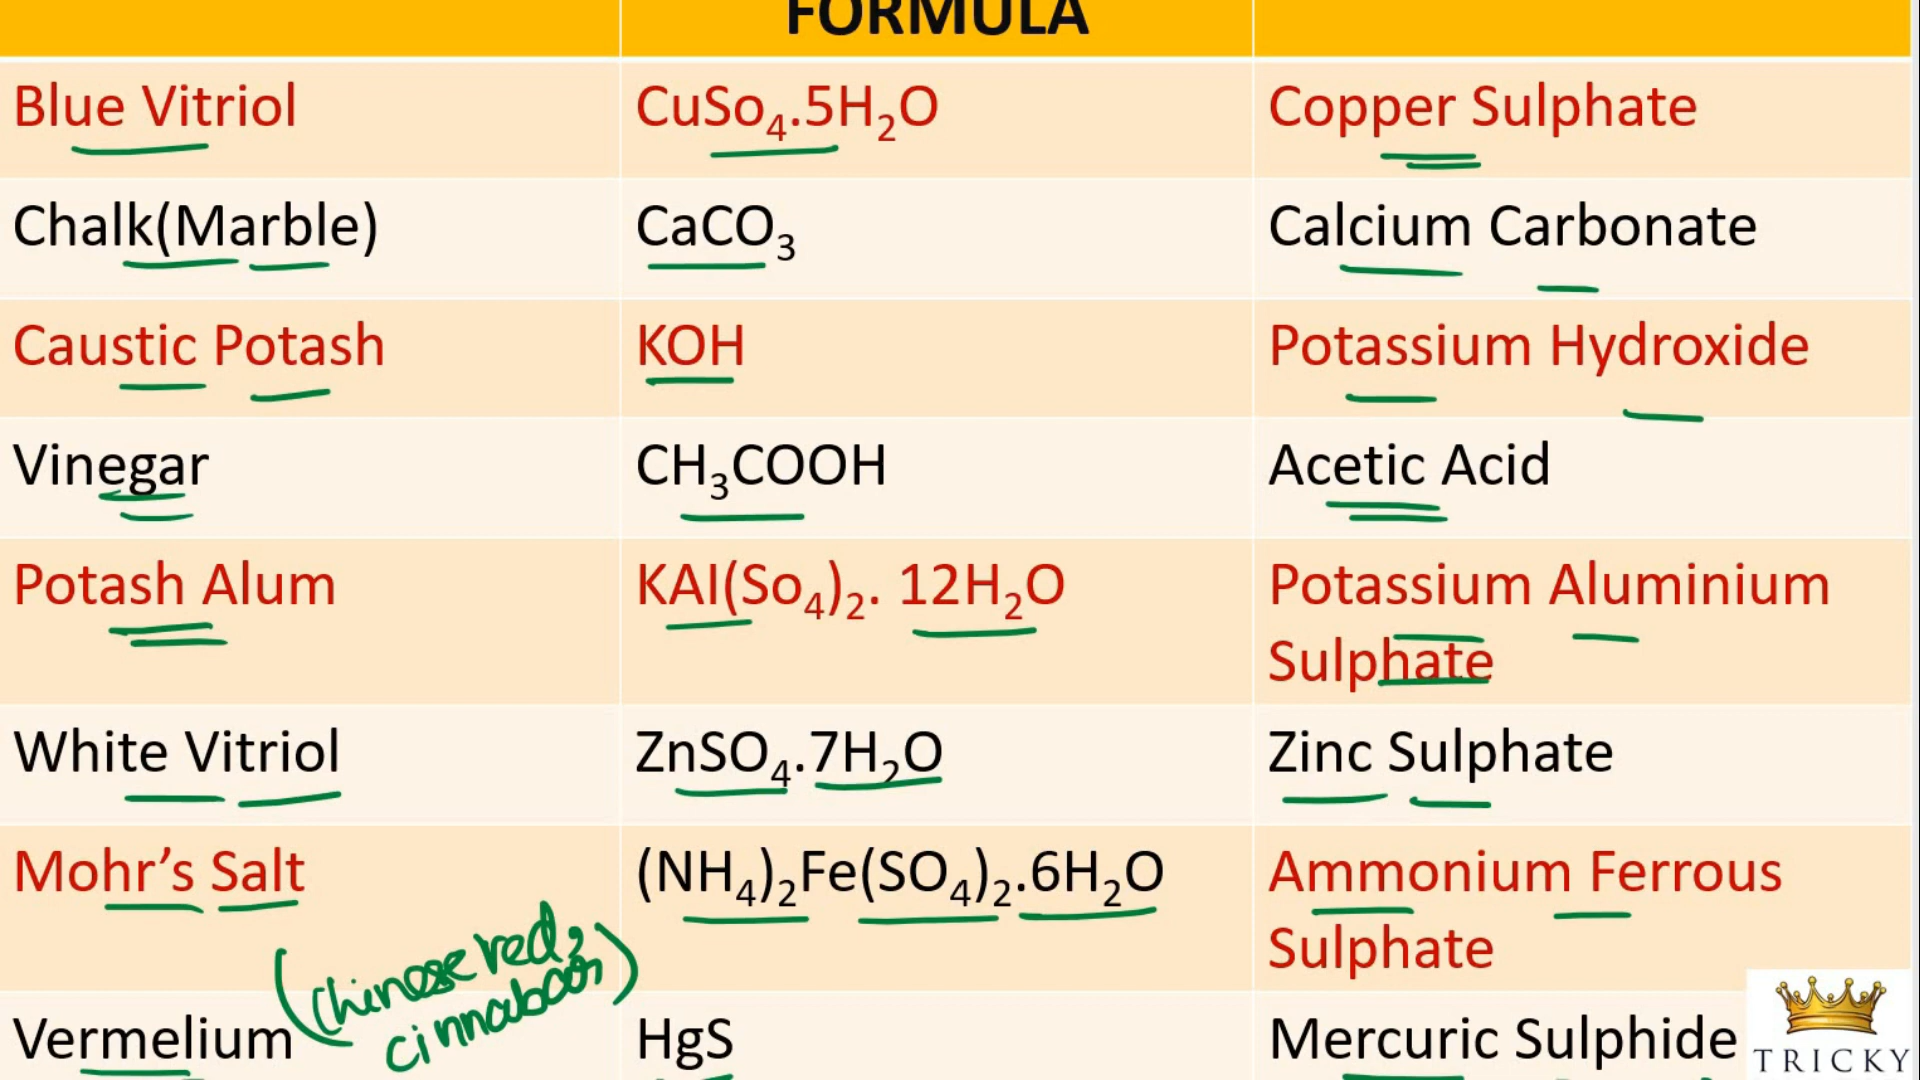 FORMULA
Blue Vitriol CuSo₄.5H₂O Copper Sulphate
Chalk(Marble) CaCO₃ Calcium Carbonate
Caustic Potash KOH Potassium Hydroxide
Vinegar CH₃COOH Acetic Acid
Potash Alum KAI(So₄)₂. 12H₂O Potassium Aluminium
Sulphate
White Vitriol ZnSO₄.7H₂O Zinc Sulphate
Mohr’s Salt (NH₄)₂Fe(SO₄)₂.6H₂O Ammonium Ferrous
Sulphate
(Chinese red,
cinnabar)
Vermelium HgS Mercuric Sulphide
TRICKY